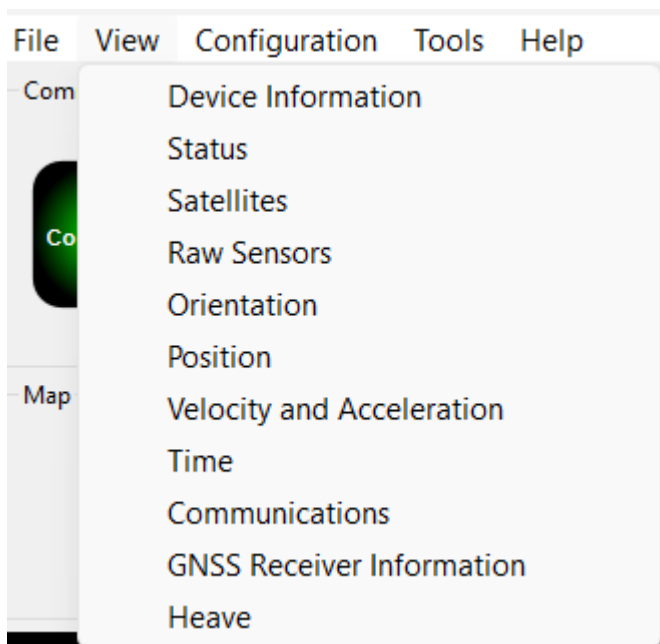 File View Configuration Tools Help
Com
Device Information
Status
Satellites
Co
Raw Sensors
Orientation
Position
Map
Velocity and Acceleration
Time
Communications
GNSS Receiver Information
Heave